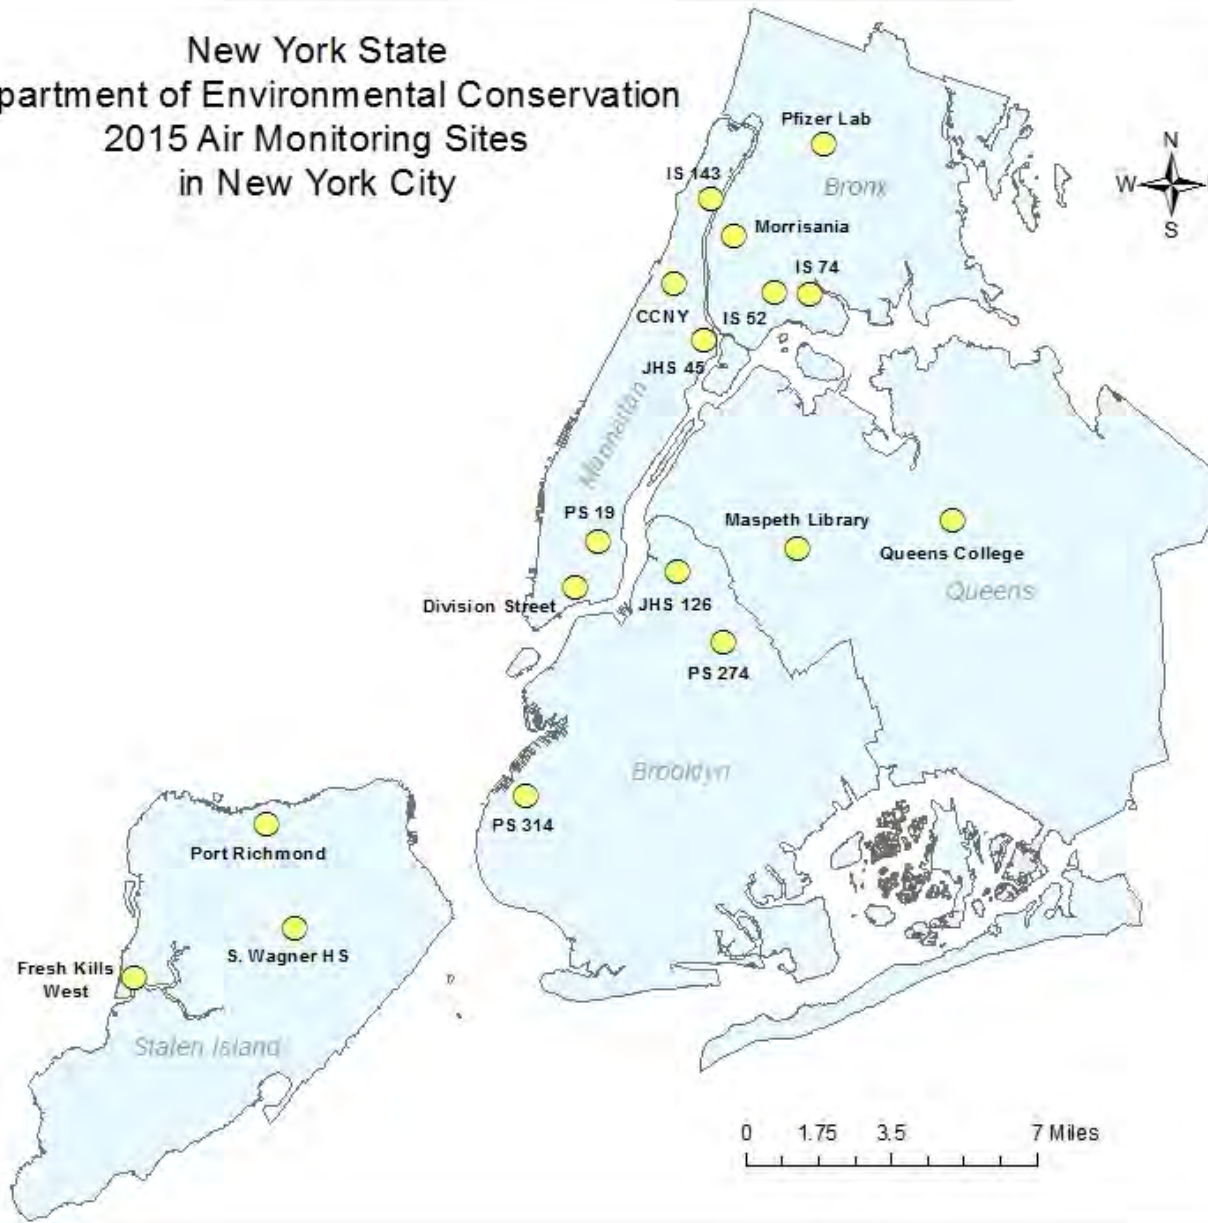 New York State
partment of Environmental Conservation
2015 Air Monitoring Sites
in New York City
Pfizer Lab
N
W
S
IS 143
Bronx
Morrisania
IS 74
CCNY
IS 52
JHS 45
Manhattan
PS 19
Maspeth Library
Queens College
Division Street
JHS 126
Queens
PS 274
Brooklyn
PS 314
Port Richmond
S. Wagner HS
Fresh Kills
West
Staten Island
0 1.75 3.5 7 Miles